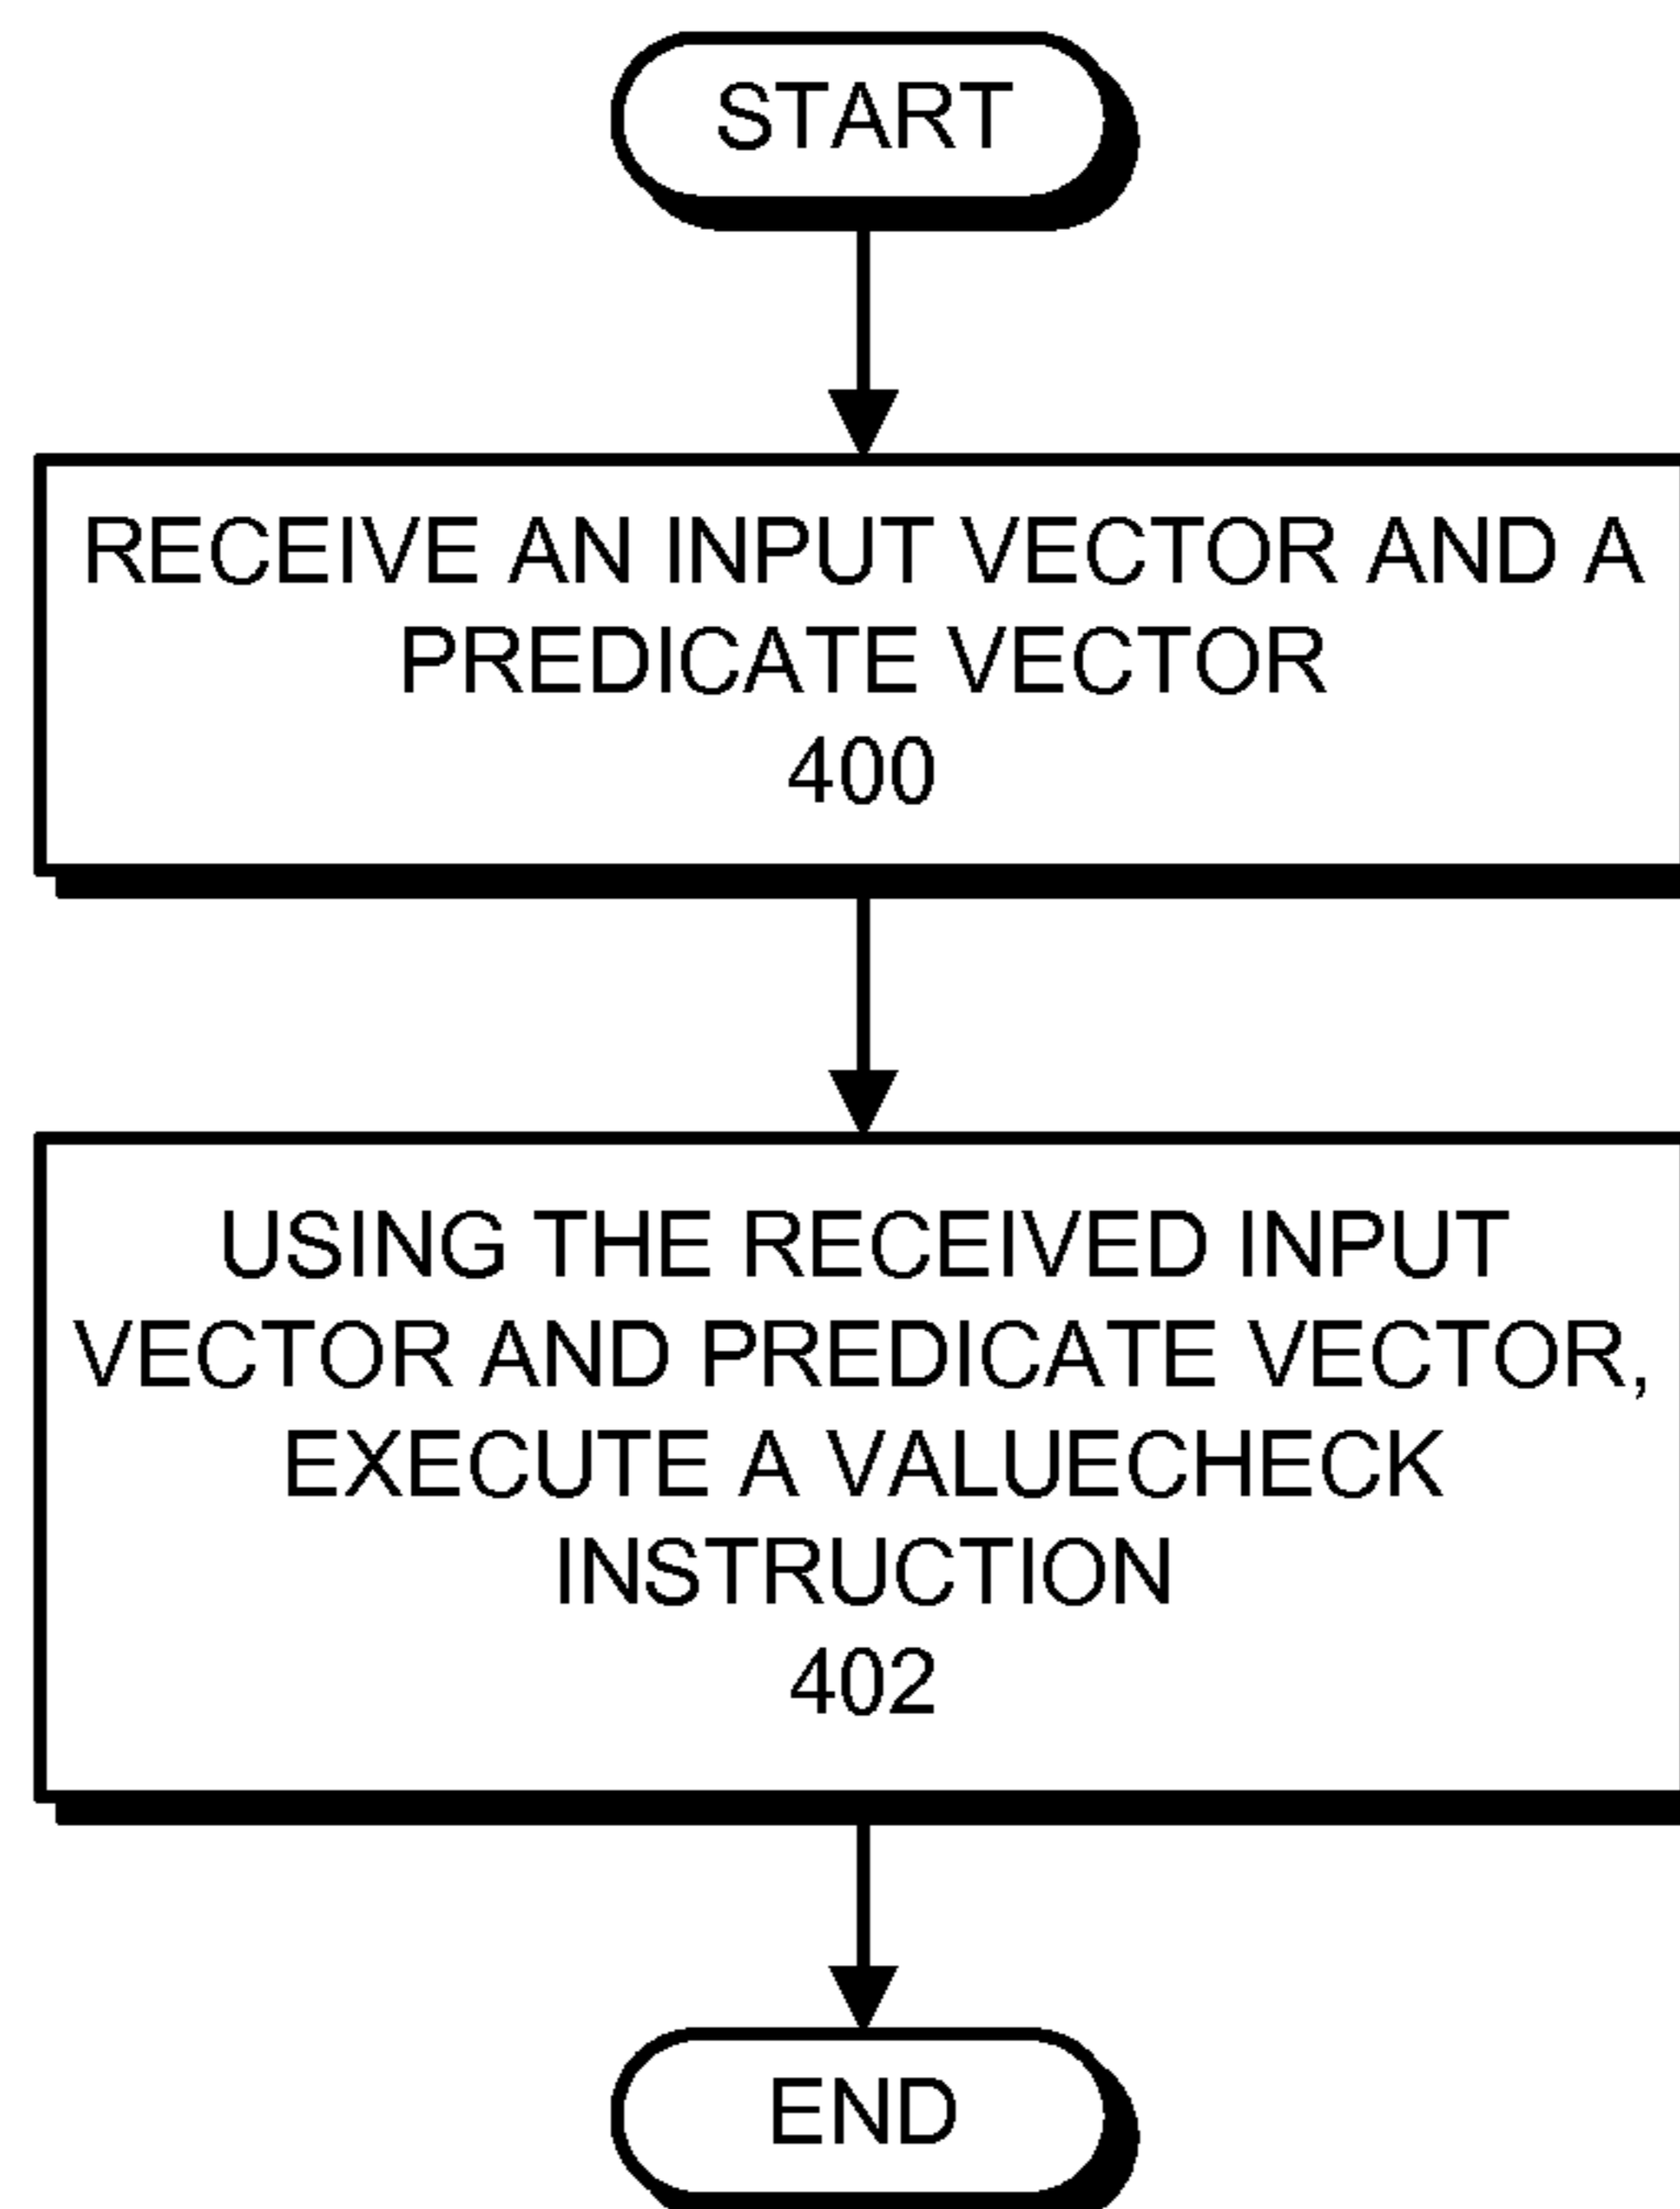 START
RECEIVE AN INPUT VECTOR AND A
PREDICATE VECTOR
400
USING THE RECEIVED INPUT
VECTOR AND PREDICATE VECTOR,
EXECUTE A VALUECHECK
INSTRUCTION
402
END